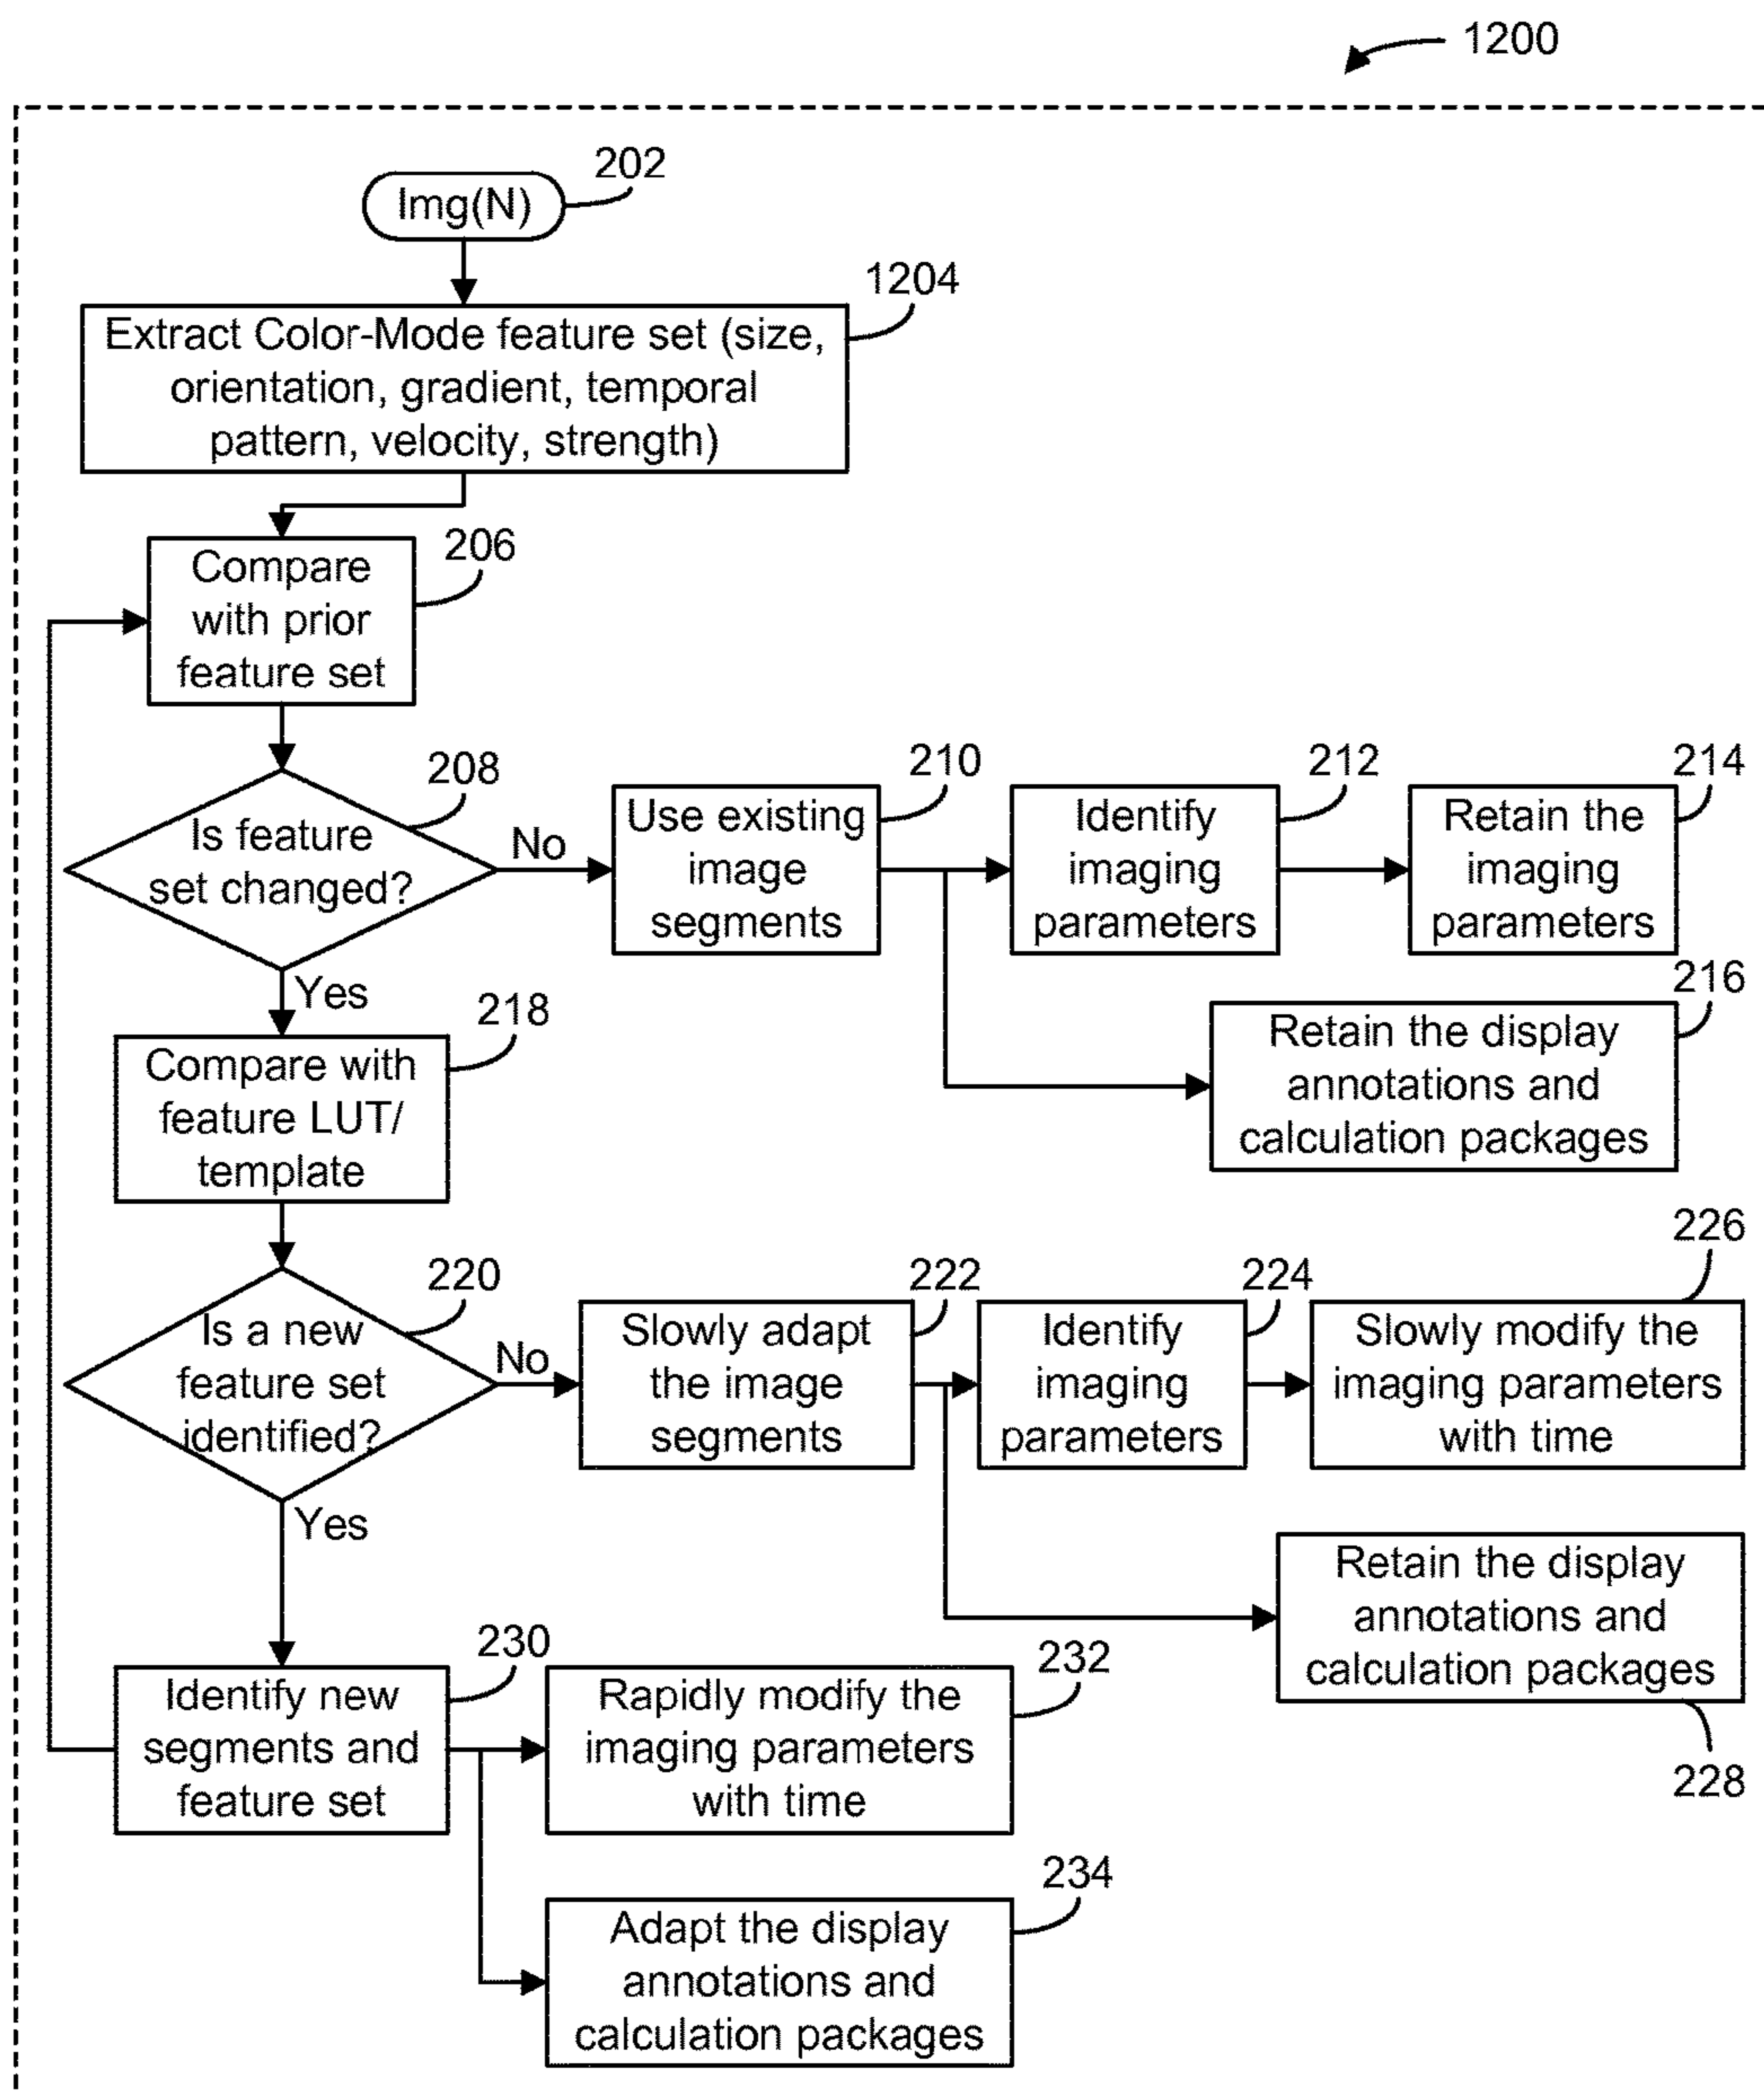 1200
202
Img(N)
1204
Extract Color-Mode feature set (size,
orientation, gradient, temporal
pattern, velocity, strength)
206
Compare
with prior
feature set
208
Is feature
set changed?
No
Yes
210
Use existing
image
segments
212
Identify
imaging
parameters
214
Retain the
imaging
parameters
216
Retain the display
annotations and
calculation packages
218
Compare with
feature LUT/
template
220
Is a new
feature set
identified?
No
Yes
222
Slowly adapt
the image
segments
224
Identify
imaging
parameters
226
Slowly modify the
imaging parameters
with time
Retain the display
annotations and
calculation packages
228
230
Identify new
segments and
feature set
232
Rapidly modify the
imaging parameters
with time
234
Adapt the display
annotations and
calculation packages